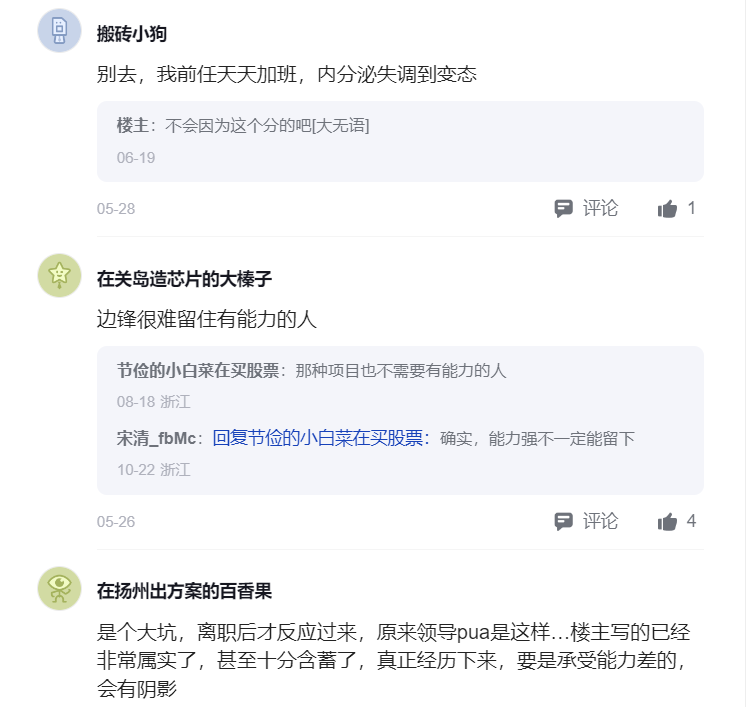 搬砖小狗
别去，我前任天天加班，内分泌失调到变态
楼主：不会因为这个分的吧[大无语]
06-19
05-28 评论 1
在关岛造芯片的大榛子
边锋很难留住有能力的人
节俭的小白菜在买股票：那种项目也不需要有能力的人
08-18 浙江
宋清_fbMc：回复节俭的小白菜在买股票：确实，能力强不一定能留下
10-22 浙江
05-26 评论 4
在扬州出方案的百香果
是个大坑，离职后才反应过来，原来领导pua是这样...楼主写的已经
非常属实了，甚至十分含蓄了，真正经历下来，要是承受能力差的，
会有阴影